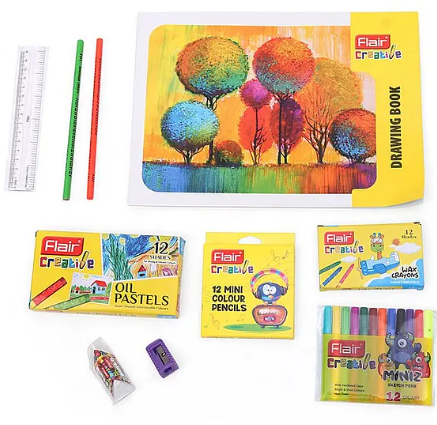 Flair
Creative
DRAWING BOOK
Flair
Creative
12
SHADES
OIL
PASTELS
Flair
Creative
12 MINI
COLOUR
PENCILS
Flair
Creative
12
Shades
WAX
CRAYONS
Flair
Creative
MINIZ
SKETCH PENS
12